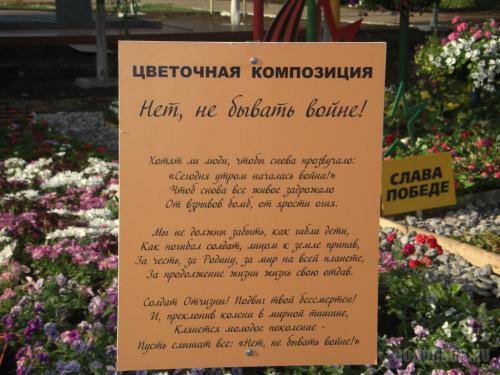 ЦВЕТОЧНАЯ КОМПОЗИЦИЯ
Нет, не бывать войне!
Хотят ли люди, чтобы снова прозвучало:
«Сегодня утром началась война!»
Чтоб снова все живое задрожало
От взрывов бомб, от ярости огня.
Мы не должны забыть, как шли дети,
Как погибал солдат, лицом к земле припав,
За честь, за Родину, за мир на всей планете,
За продолжение жизни жизнь свою отдав.
Солдат Отчизны! Подвиг твой бессмертен!
И, преклонив колени в мирной тишине,
Клянется молодое поколение -
Пусть слышат все: «Нет, не бывать войне!»
СЛАВА
ПОБЕДЕ